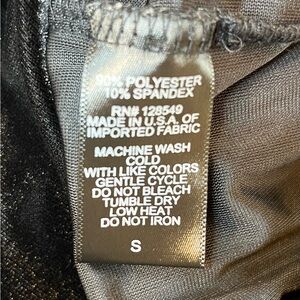 90% POLYESTER
10% SPANDEX
RN# 128549
MADE IN U.S.A. OF
IMPORTED FABRIC
MACHINE WASH
COLD
WITH LIKE COLORS
GENTLE CYCLE
DO NOT BLEACH
TUMBLE DRY
LOW HEAT
DO NOT IRON
S